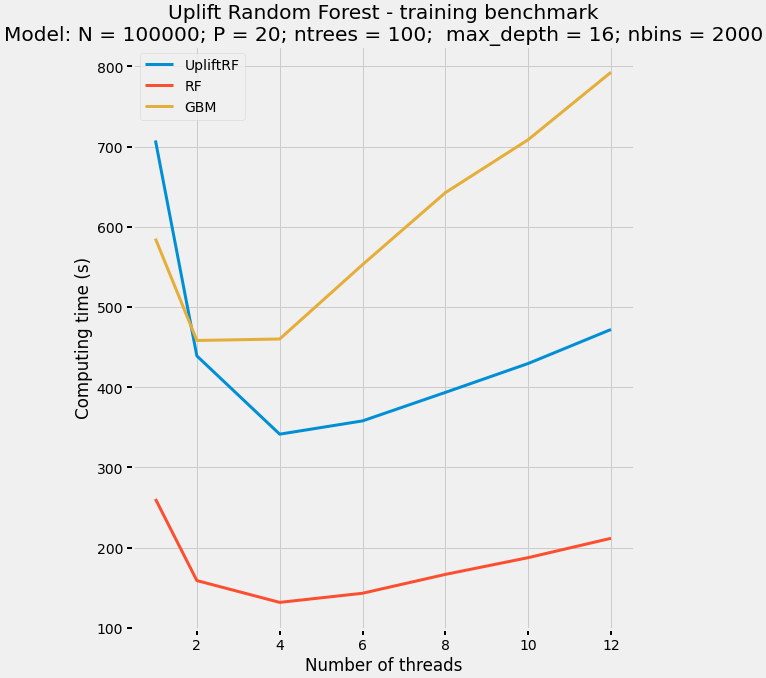 Uplift Random Forest - training benchmark
Model: N = 100000; P = 20; ntrees = 100;  max_depth = 16; nbins = 2000
UpliftRF
RF
GBM
800
700
600
500
400
300
200
100
Computing time (s)
2 4 6 8 10 12
Number of threads